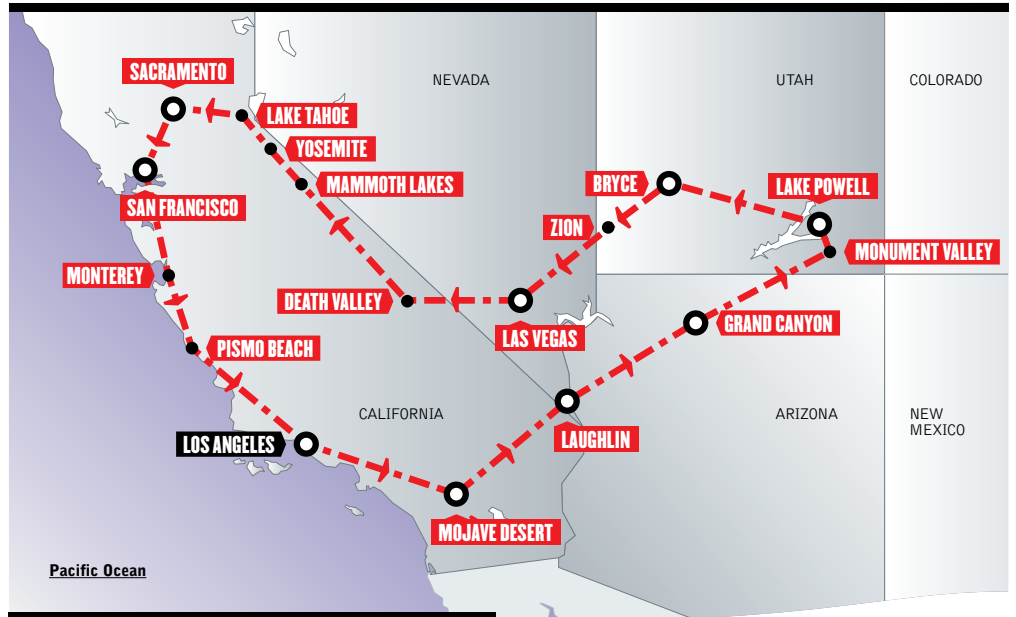 SACRAMENTO
NEVADA
UTAH
COLORADO
LAKE TAHOE
YOSEMITE
MAMMOTH LAKES
BRYCE
LAKE POWELL
SAN FRANCISCO
ZION
MONUMENT VALLEY
MONTEREY
DEATH VALLEY
LAS VEGAS
GRAND CANYON
PISMO BEACH
CALIFORNIA
ARIZONA
NEW
MEXICO
LOS ANGELES
LAUGHLIN
MOJAVE DESERT
Pacific Ocean